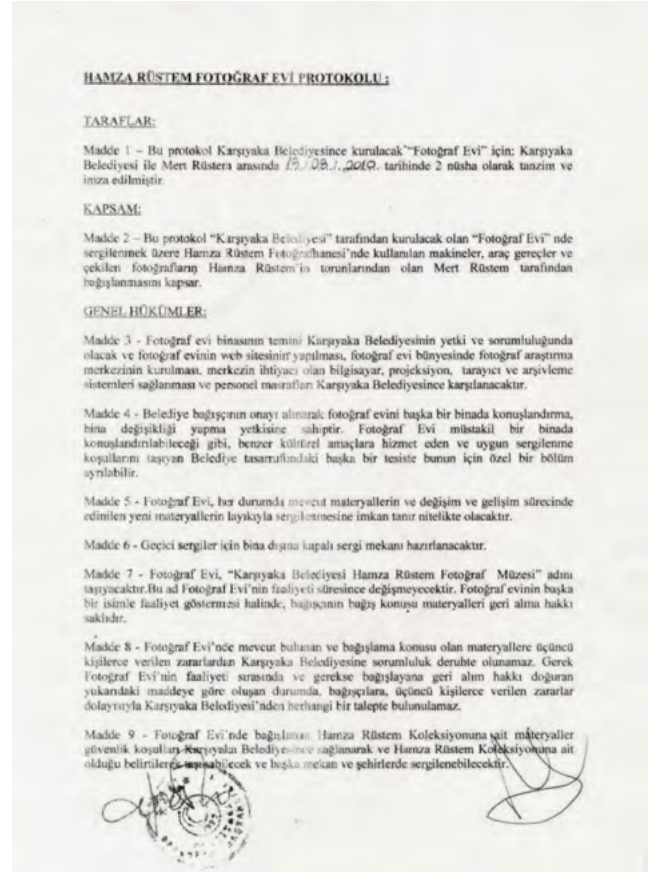 HAMZA RÜSTEM FOTOĞRAF EVİ PROTOKOLU :
TARAFLAR:
Madde 1 – Bu protokol Karşıyaka Belediyesince kurulacak "Fotoğraf Evi" için; Karşıyaka
Belediyesi ile Mert Rüstem arasında tarihinde 2 nüsha olarak tanzim ve
imza edilmiştir.
KAPSAM:
Madde 2 – Bu protokol "Karşıyaka Belediyesi" tarafından kurulacak olan "Fotoğraf Evi" nde
sergilenmek üzere Hamza Rüstem Fotoğrafhanesi'nde kullanılan makineler, araç gereçler ve
çekilen fotoğrafların Hamza Rüstem'in torunlarından olan Mert Rüstem tarafından
bağışlanmasını kapsar.
GENEL HÜKÜMLER:
Madde 3 - Fotoğraf evi binasının temini Karşıyaka Belediyesinin yetki ve sorumluluğunda
olacak ve fotoğraf evinin web sitesinin yapılması, fotoğraf evi bünyesinde fotoğraf araştırma
merkezinin kurulması, merkezin ihtiyacı olan bilgisayar, projeksiyon, tarayıcı ve arşivleme
sistemleri sağlanması ve personel masrafları Karşıyaka Belediyesince karşılanacaktır.
Madde 4 - Belediye bağışçının onayı alınarak fotoğraf evini başka bir binada konuşlandırma,
bina değişikliği yapma yetkisine sahiptir. Fotoğraf Evi müstakil bir binada
konuşlandırılabileceği gibi, benzer kültürel amaçlara hizmet eden ve uygun sergilenme
koşullarını taşıyan Belediye tasarrufundaki başka bir tesiste bunun için özel bir bölüm
ayrılabilir.
Madde 5 - Fotoğraf Evi, her durumda mevcut materyallerin ve değişim ve gelişim sürecinde
edinilen yeni materyallerin layıkıyla sergilenmesine imkan tanır nitelikte olacaktır.
Madde 6 - Geçici sergiler için bina dışına kapalı sergi mekanı hazırlanacaktır.
Madde 7 - Fotoğraf Evi, "Karşıyaka Belediyesi Hamza Rüstem Fotoğraf Müzesi" adını
taşıyacaktır.Bu ad Fotoğraf Evi'nin faaliyeti süresince değişmeyecektir. Fotoğraf evinin başka
bir isimle faaliyet göstermesi halinde, bağışçının bağış konusu materyalleri geri alma hakkı
saklıdır.
Madde 8 - Fotoğraf Evi'nde mevcut bulunan ve bağışlama konusu olan materyallere üçüncü
kişilerce verilen zararlardan Karşıyaka Belediyesine sorumluluk deruhte olunamaz. Gerek
Fotoğraf Evi'nin faaliyeti sırasında ve gerekse bağışlayana geri alım hakkı doğuran
yukarıdaki maddeye göre oluşan durumda, bağışçılara, üçüncü kişilerce verilen zararlar
dolayısıyla Karşıyaka Belediyesi'nden herhangi bir talepte bulunulamaz.
Madde 9 - Fotoğraf Evi'nde bağışlanan Hamza Rüstem Koleksiyonuna ait materyaller
güvenlik koşulları Karşıyaka Belediyesince sağlanarak ve Hamza Rüstem Koleksiyonuna ait
olduğu belirtilerek taşınabilecek ve başka mekan ve şehirlerde sergilenebilecektir.